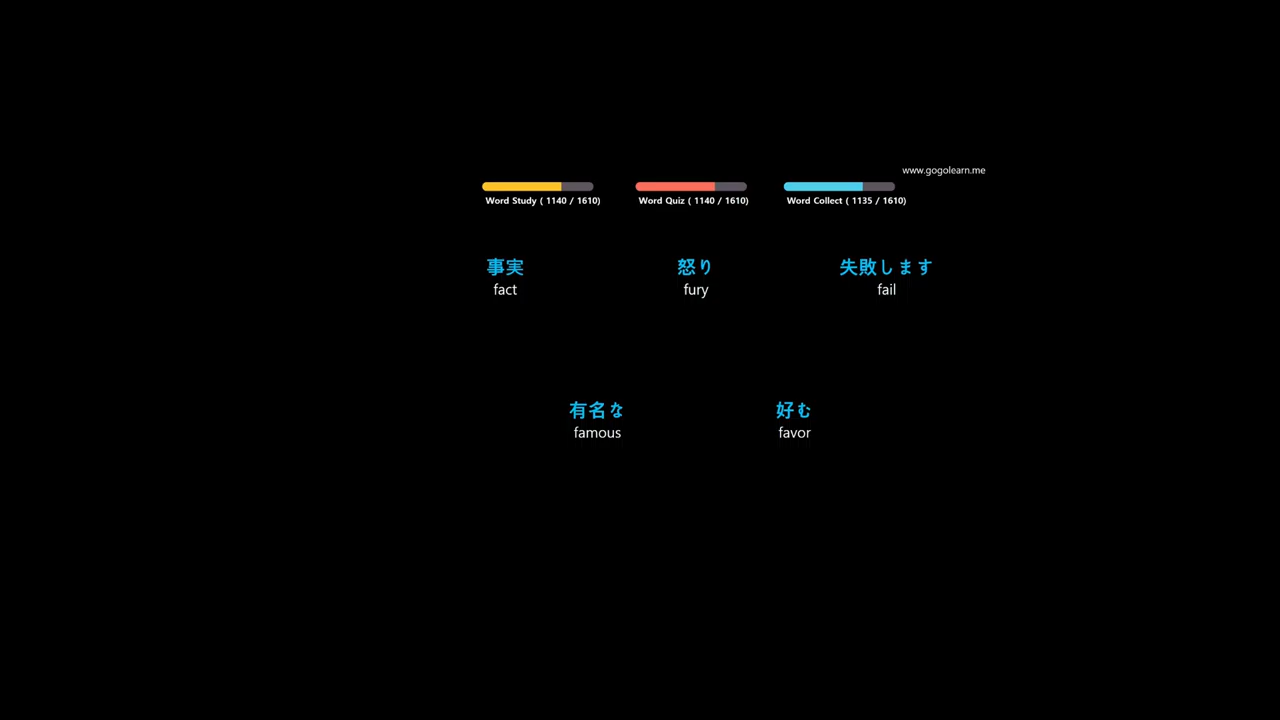 www.gogolearn.me
Word Study ( 1140 / 1610)
Word Quiz ( 1140 / 1610)
Word Collect ( 1135 / 1610)
事実
fact
怒り
fury
失敗します
fail
有名な
famous
好む
favor